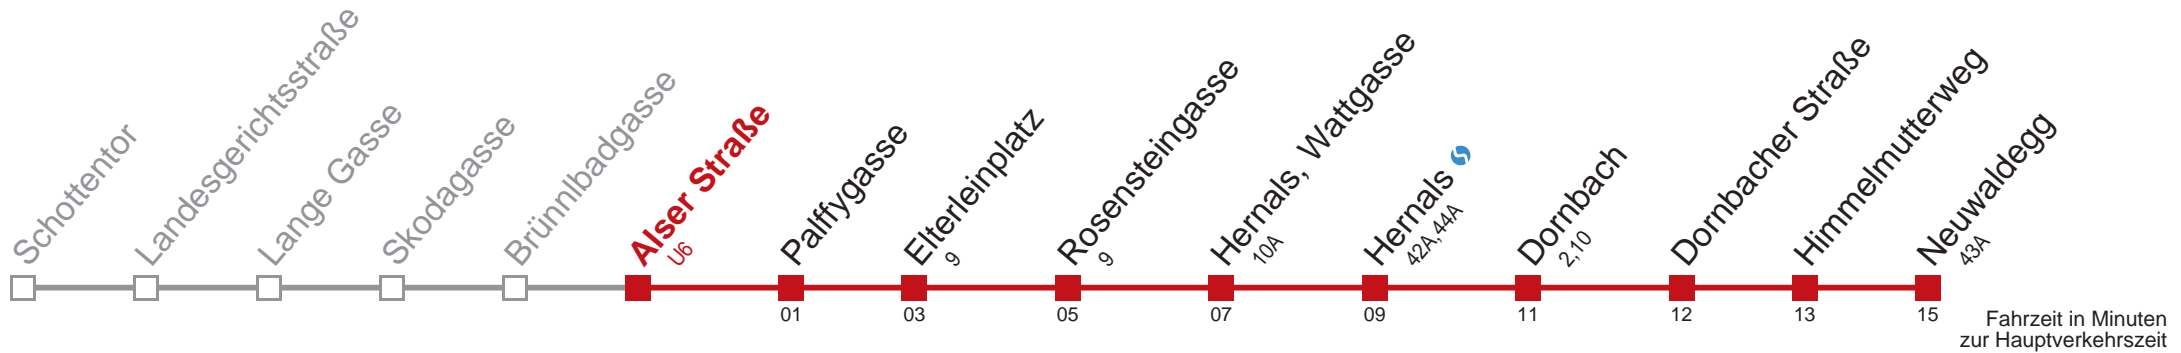 Schottentor
Landesgerichtsstraße
Lange Gasse
Skodagasse
Brünnlbadgasse
Alser Straße
U6
Palffygasse
01
Elterleinplatz
9
03
Rosensteingasse
9
05
Hernals, Wattgasse
10A
07
Hernals
42A, 44A
09
Dornbach
2, 10
11
Dornbacher Straße
12
Himmelmutterweg
13
Neuwaldegg
43A
15
Fahrzeit in Minuten
zur Hauptverkehrszeit